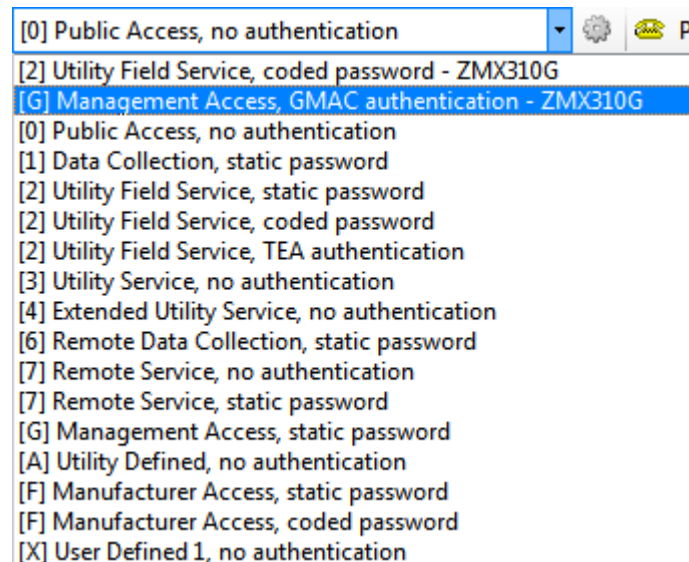 [0] Public Access, no authentication P
[2] Utility Field Service, coded password - ZMX310G
[G] Management Access, GMAC authentication - ZMX310G
[0] Public Access, no authentication
[1] Data Collection, static password
[2] Utility Field Service, static password
[2] Utility Field Service, coded password
[2] Utility Field Service, TEA authentication
[3] Utility Service, no authentication
[4] Extended Utility Service, no authentication
[6] Remote Data Collection, static password
[7] Remote Service, no authentication
[7] Remote Service, static password
[G] Management Access, static password
[A] Utility Defined, no authentication
[F] Manufacturer Access, static password
[F] Manufacturer Access, coded password
[X] User Defined 1, no authentication